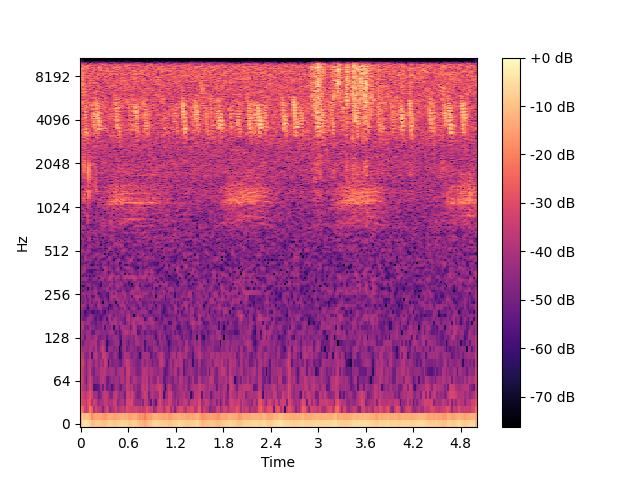 8192
4096
2048
1024
512
256
128
64
0
Hz
0 0.6 1.2 1.8 2.4 3 3.6 4.2 4.8
Time
+0 dB
-10 dB
-20 dB
-30 dB
-40 dB
-50 dB
-60 dB
-70 dB